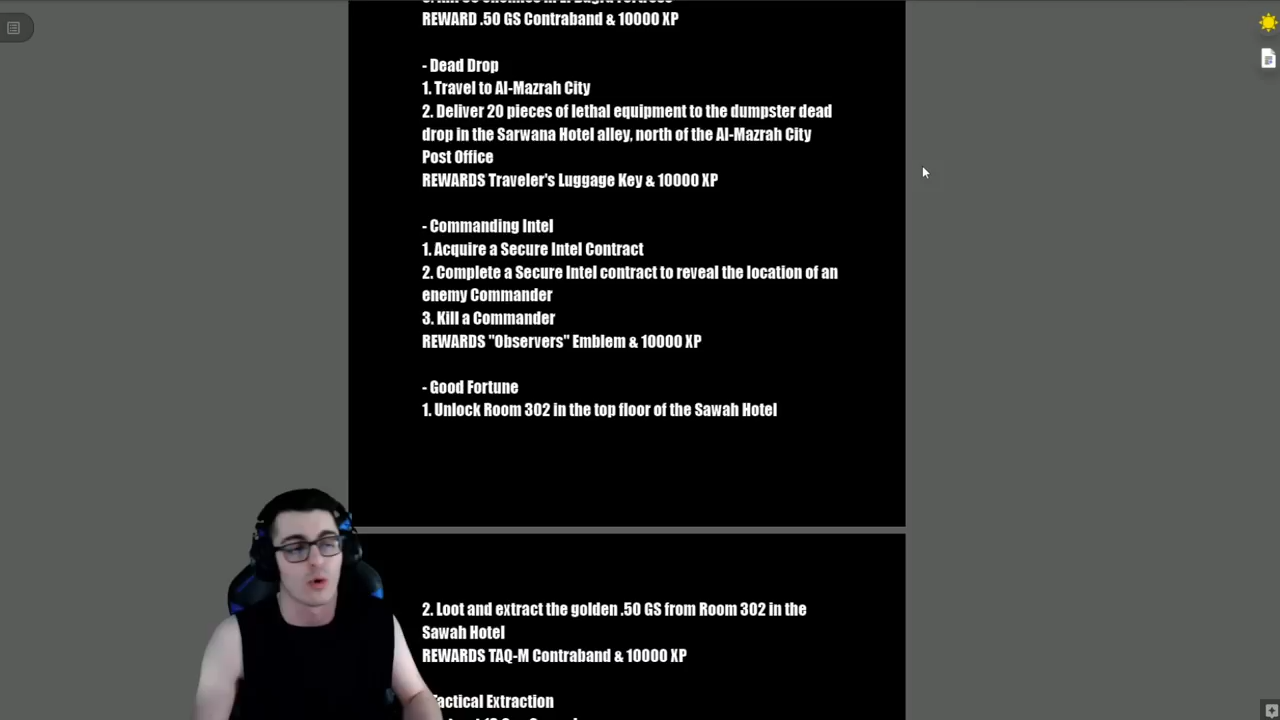 REWARD .50 GS Contraband & 10000 XP
- Dead Drop
1. Travel to Al-Mazrah City
2. Deliver 20 pieces of lethal equipment to the dumpster dead
drop in the Sarwana Hotel alley, north of the Al-Mazrah City
Post Office
REWARDS Traveler's Luggage Key & 10000 XP
- Commanding Intel
1. Acquire a Secure Intel Contract
2. Complete a Secure Intel contract to reveal the location of an
enemy Commander
3. Kill a Commander
REWARDS "Observers" Emblem & 10000 XP
- Good Fortune
1. Unlock Room 302 in the top floor of the Sawah Hotel
2. Loot and extract the golden .50 GS from Room 302 in the
Sawah Hotel
REWARDS TAQ-M Contraband & 10000 XP
Tactical Extraction